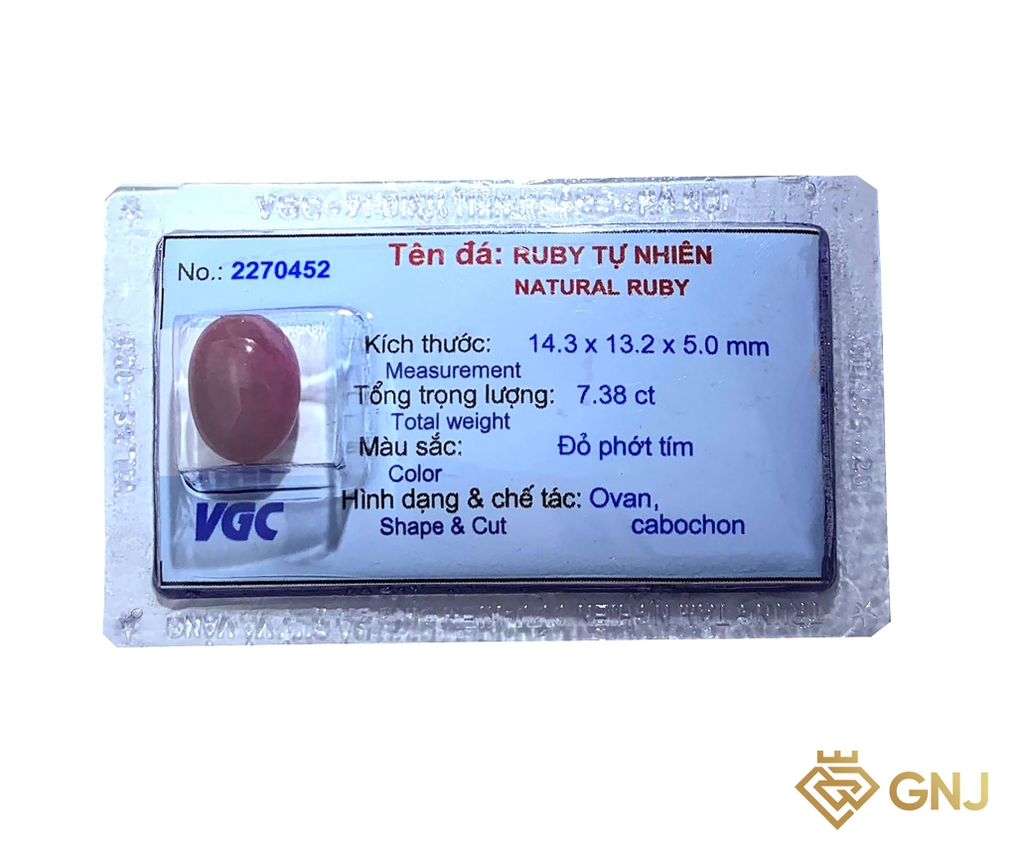 No.: 2270452
Tên đá: RUBY TỰ NHIÊN
NATURAL RUBY
Kích thước: 14.3 x 13.2 x 5.0 mm
Measurement
Tổng trọng lượng: 7.38 ct
Total weight
Màu sắc: Đỏ phớt tím
Color
Hình dạng & chế tác: Ovan,
Shape & Cut cabochon
VGC
GNJ